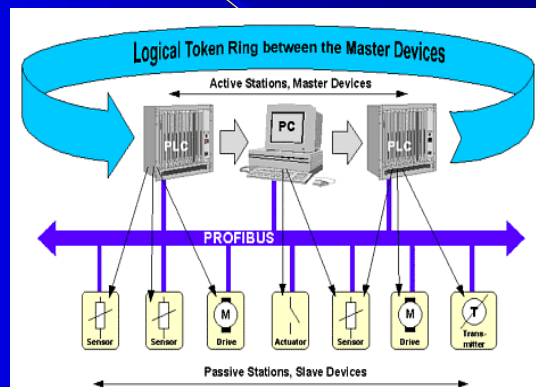 Logical Token Ring between the Master Devices
Active Stations, Master Devices
PLC
PC
PLC
PROFIBUS
M
M
T
Sensor
Sensor
Drive
Actuator
Sensor
Drive
Trans-
mitter
Passive Stations, Slave Devices